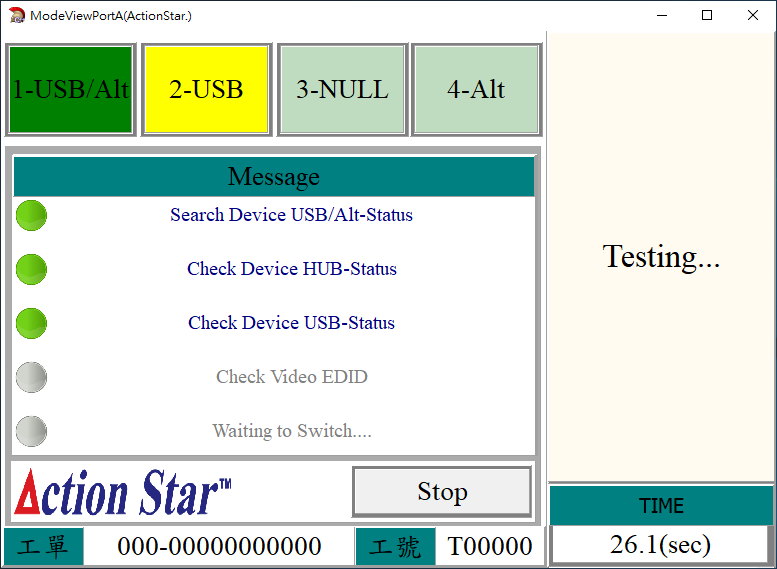 ModeViewPortA(ActionStar.)
1-USB/Alt
2-USB
3-NULL
4-Alt
Message
Search Device USB/Alt-Status
Check Device HUB-Status
Check Device USB-Status
Check Video EDID
Waiting to Switch....
Action Star™
Stop
工單
000-00000000000
工號
T00000
Testing...
TIME
26.1(sec)